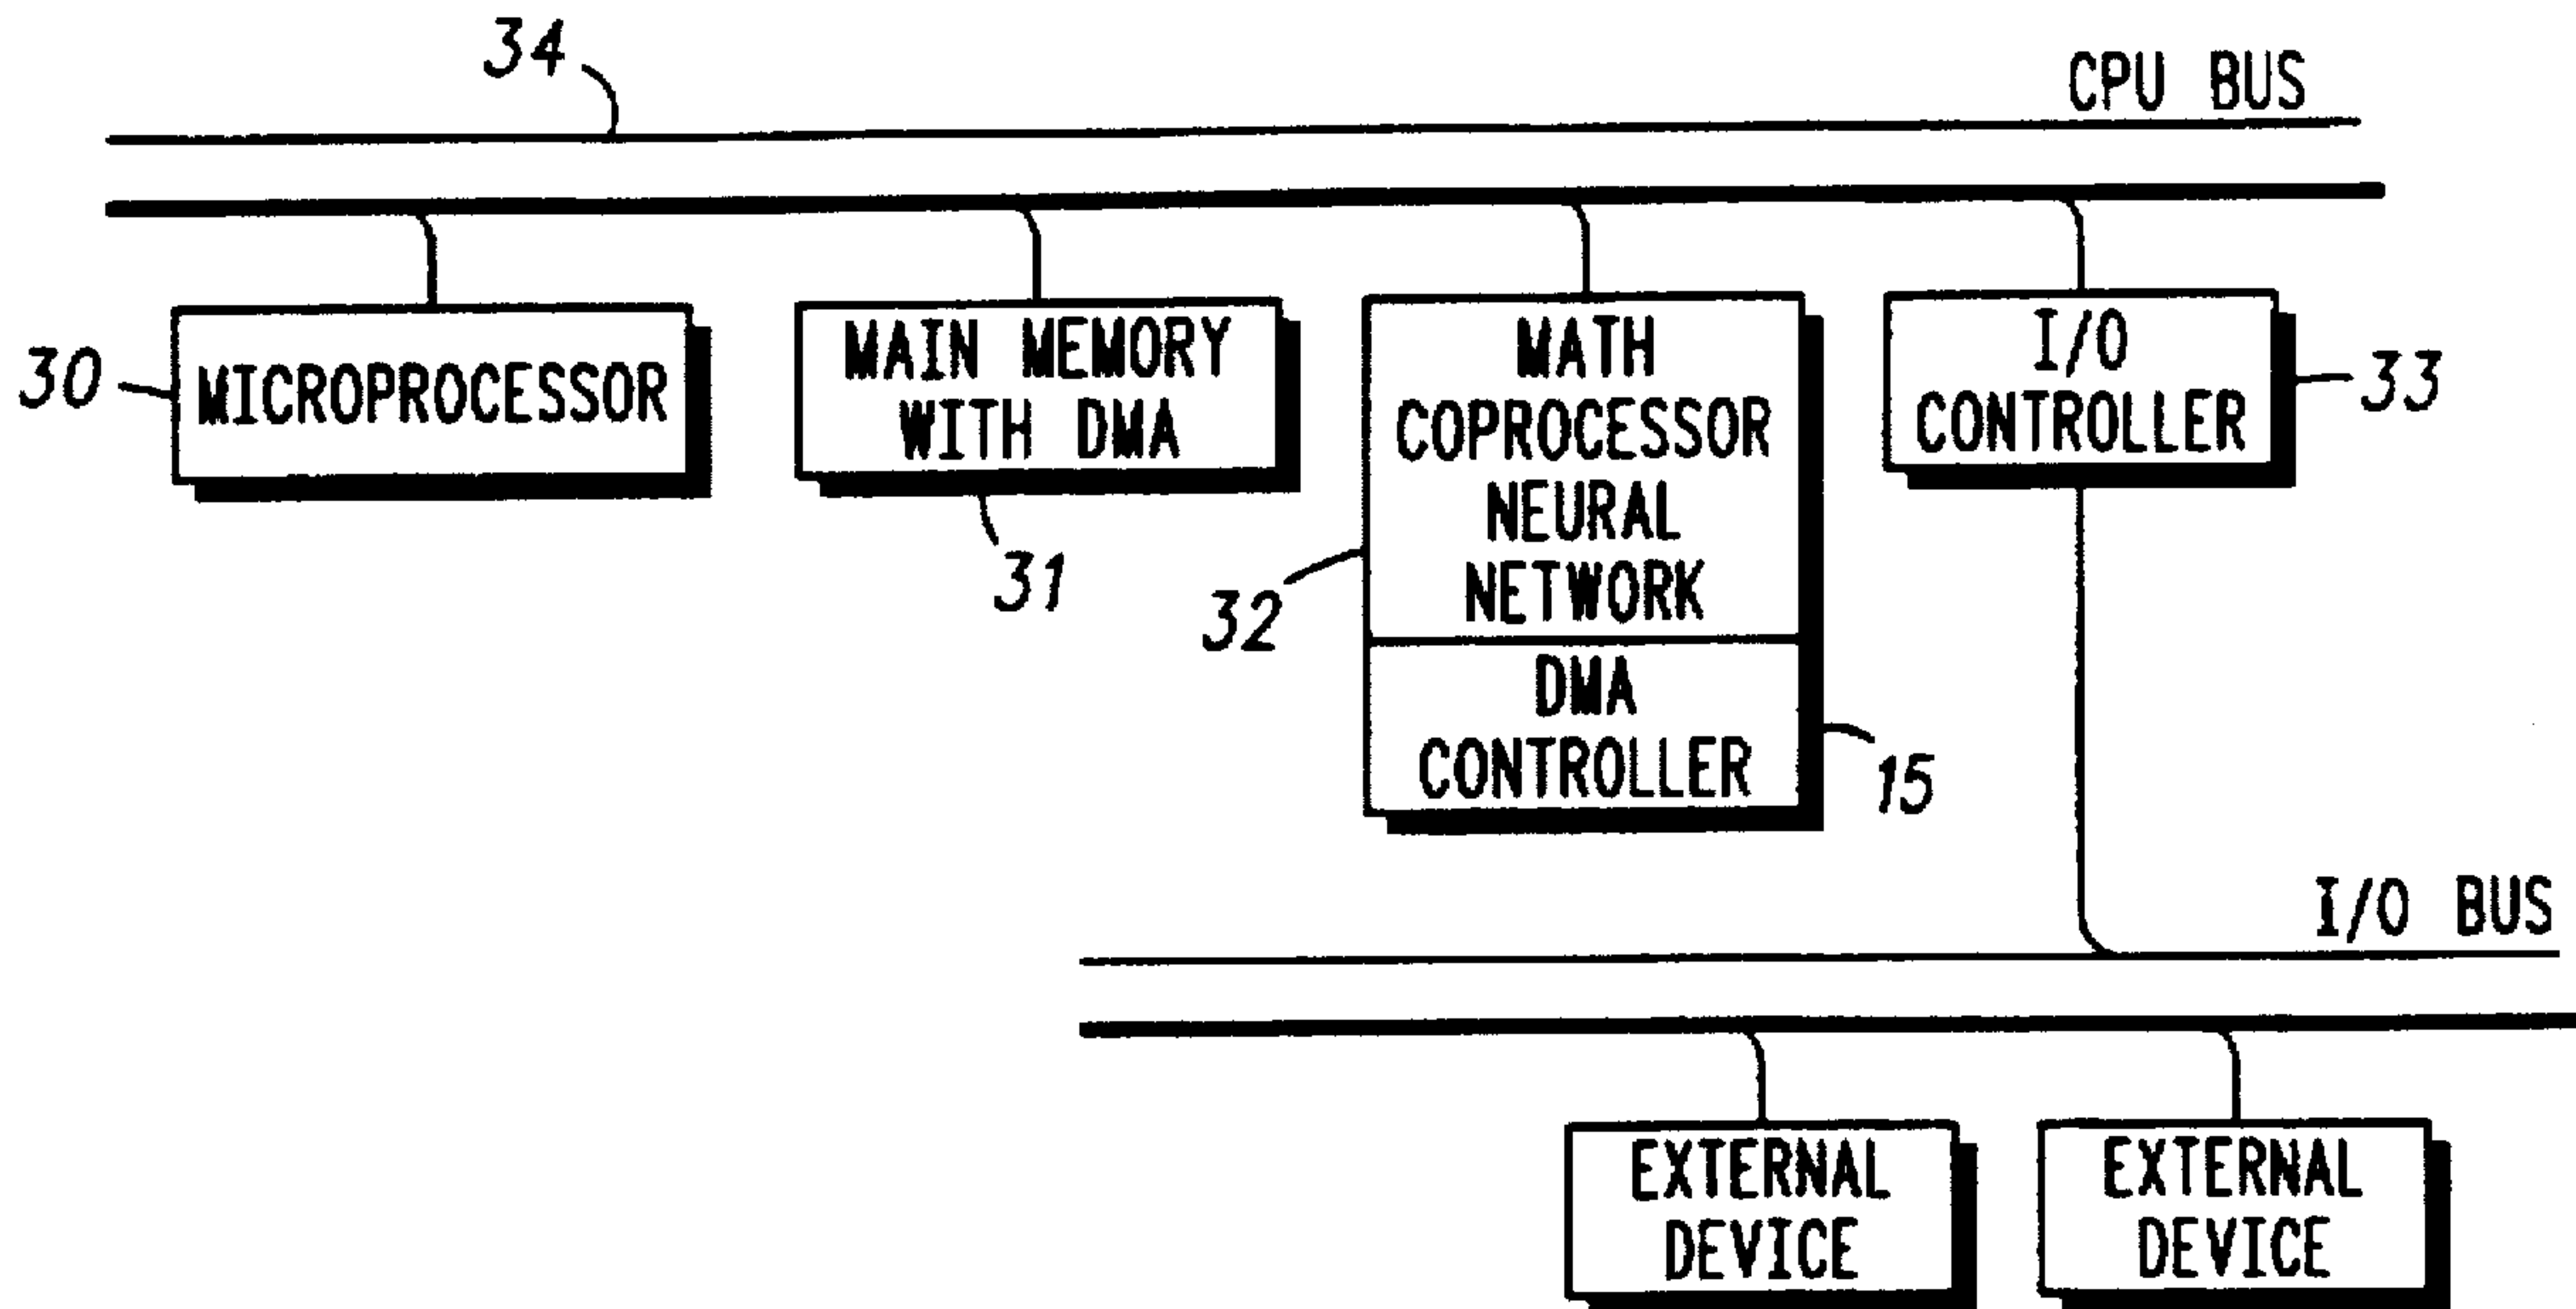 34
CPU BUS
30
MICROPROCESSOR
MAIN MEMORY
WITH DMA
31
MATH
COPROCESSOR
NEURAL
NETWORK
32
DMA
CONTROLLER
15
I/O
CONTROLLER
33
I/O BUS
EXTERNAL
DEVICE
EXTERNAL
DEVICE